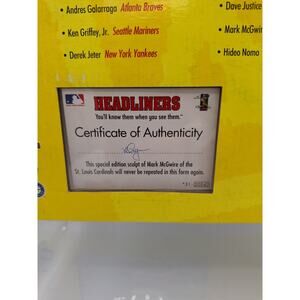 • Andres Galarraga Atlanta Braves
• Ken Griffey, Jr. Seattle Mariners
• Derek Jeter New York Yankees
• Dave Justice
• Mark McGwire
• Hideo Nomo
HEADLINERS
You'll know them when you see them.™
Certificate of Authenticity
This special edition sculpt of Mark McGwire of the
St. Louis Cardinals will never be repeated in this form again.